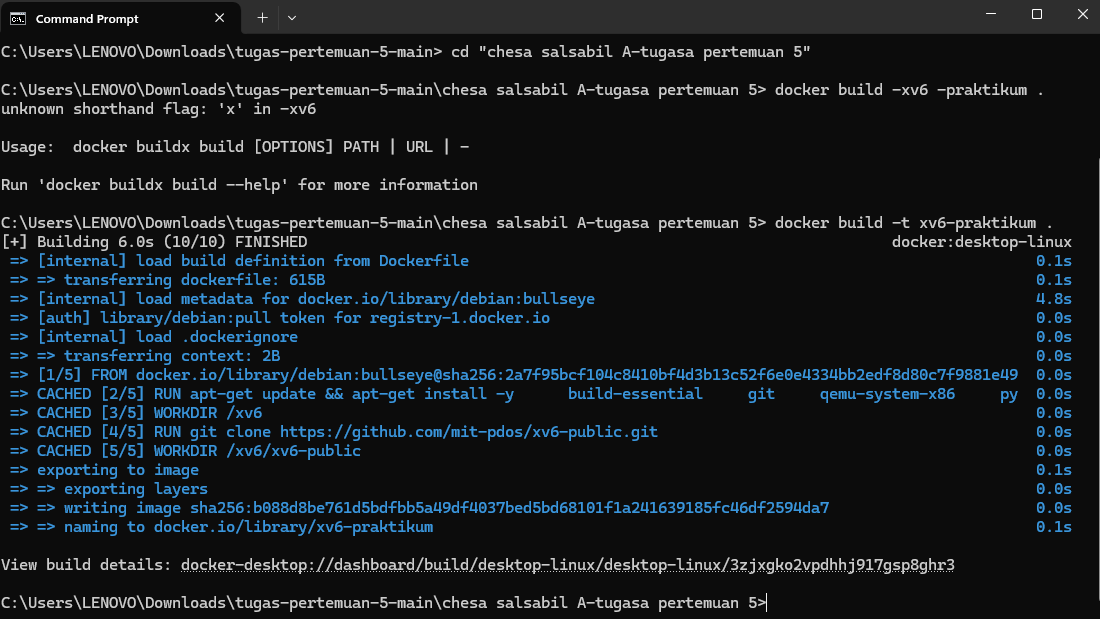 Command Prompt
C:\Users\LENOVO\Downloads\tugas-pertemuan-5-main> cd "chesa salsabil A-tugasa pertemuan 5"
C:\Users\LENOVO\Downloads\tugas-pertemuan-5-main\chesa salsabil A-tugasa pertemuan 5> docker build -xv6 -praktikum .
unknown shorthand flag: 'x' in -xv6
Usage:  docker buildx build [OPTIONS] PATH | URL | -
Run 'docker buildx build --help' for more information
C:\Users\LENOVO\Downloads\tugas-pertemuan-5-main\chesa salsabil A-tugasa pertemuan 5> docker build -t xv6-praktikum .
[+] Building 6.0s (10/10) FINISHED docker:desktop-linux
=> [internal] load build definition from Dockerfile 0.1s
=> => transferring dockerfile: 615B 0.1s
=> [internal] load metadata for docker.io/library/debian:bullseye 4.8s
=> [auth] library/debian:pull token for registry-1.docker.io 0.0s
=> [internal] load .dockerignore 0.0s
=> => transferring context: 2B 0.0s
=> [1/5] FROM docker.io/library/debian:bullseye@sha256:2a7f95bcf104c8410bf4d3b13c52f6e0e4334bb2edf8d80c7f9881e49 0.0s
=> CACHED [2/5] RUN apt-get update && apt-get install -y build-essential git qemu-system-x86 py 0.0s
=> CACHED [3/5] WORKDIR /xv6 0.0s
=> CACHED [4/5] RUN git clone https://github.com/mit-pdos/xv6-public.git 0.0s
=> CACHED [5/5] WORKDIR /xv6/xv6-public 0.0s
=> exporting to image 0.1s
=> => exporting layers 0.0s
=> => writing image sha256:b088d8be761d5bdfbb5a49df4037bed5bd68101f1a241639185fc46df2594da7 0.0s
=> => naming to docker.io/library/xv6-praktikum 0.1s
View build details: docker-desktop://dashboard/build/desktop-linux/desktop-linux/3zjxgko2vpdhhj917gsp8ghr3
C:\Users\LENOVO\Downloads\tugas-pertemuan-5-main\chesa salsabil A-tugasa pertemuan 5>